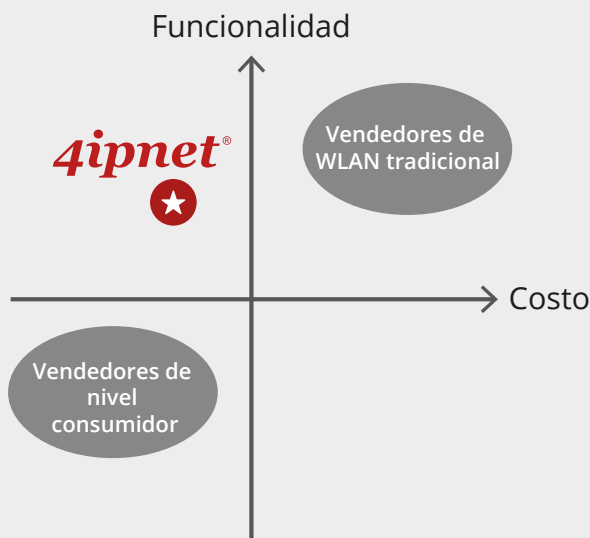 Funcionalidad
4ipnet®
Vendedores de
WLAN tradicional
Costo
Vendedores de
nivel
consumidor